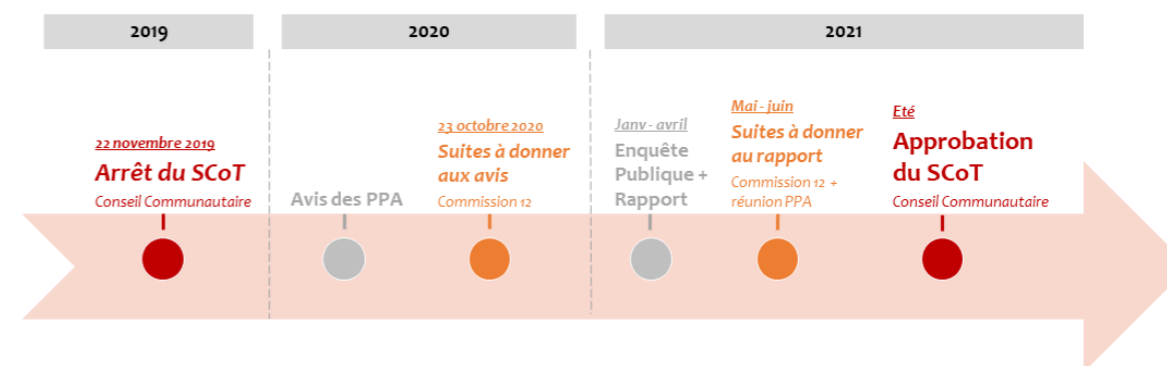 2019
2020
2021
22 novembre 2019
Arrêt du SCoT
Conseil Communautaire
Avis des PPA
23 octobre 2020
Suites à donner
aux avis
Commission 12
Janv - avril
Enquête
Publique +
Rapport
Mai - juin
Suites à donner
au rapport
Commission 12 +
réunion PPA
Eté
Approbation
du SCoT
Conseil Communautaire